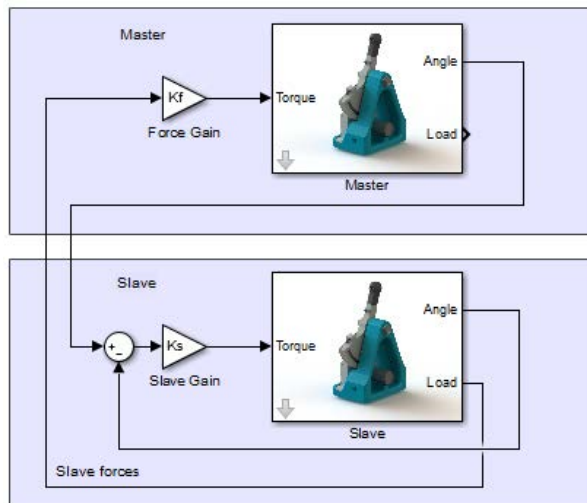 Master
Kf
Force Gain
Torque
Angle
Load
Master
Slave
+
-
Ks
Slave Gain
Torque
Angle
Load
Slave
Slave forces